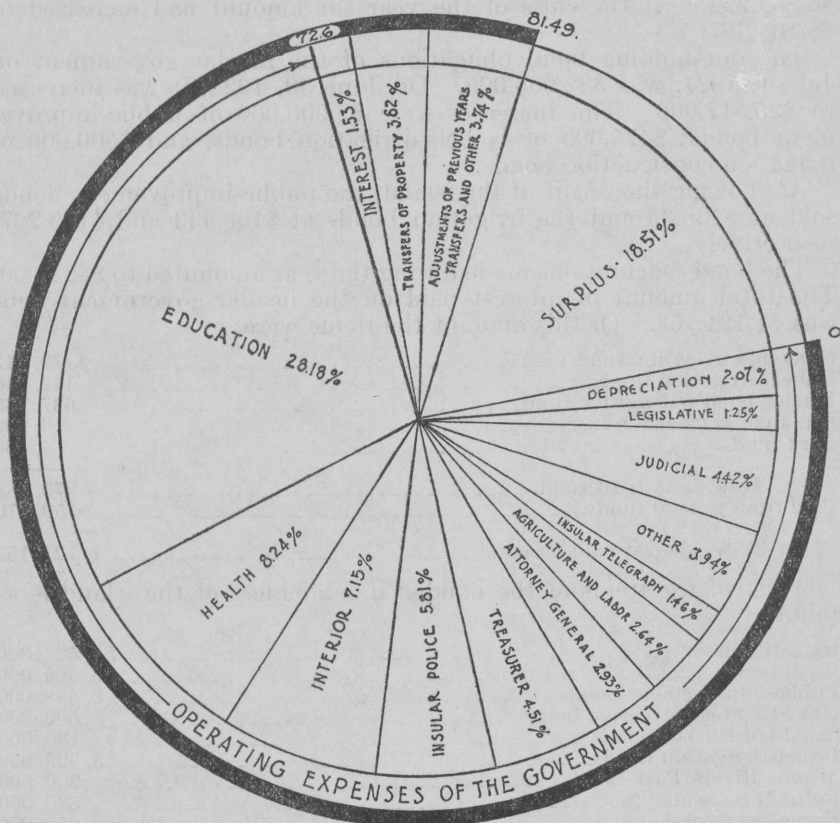 72.6
81.49.
0
INTEREST 1.53%
TRANSFERS OF PROPERTY 3.62%
ADJUSTMENTS OF PREVIOUS YEARS
TRANSFERS AND OTHER 3.74%
SURPLUS. 18.51%
EDUCATION 28.18%
DEPRECIATION 2.07%
LEGISLATIVE 1.25%
JUDICIAL 4.42%
OTHER 3.94%
INSULAR TELEGRAPH 1.46%
AGRICULTURE AND LABOR 2.64%
ATTORNEY GENERAL 2.93%
TREASURER 4.51%
INSULAR POLICE 5.81%
INTERIOR 7.15%
HEALTH 8.24%
OPERATING EXPENSES OF THE GOVERNMENT